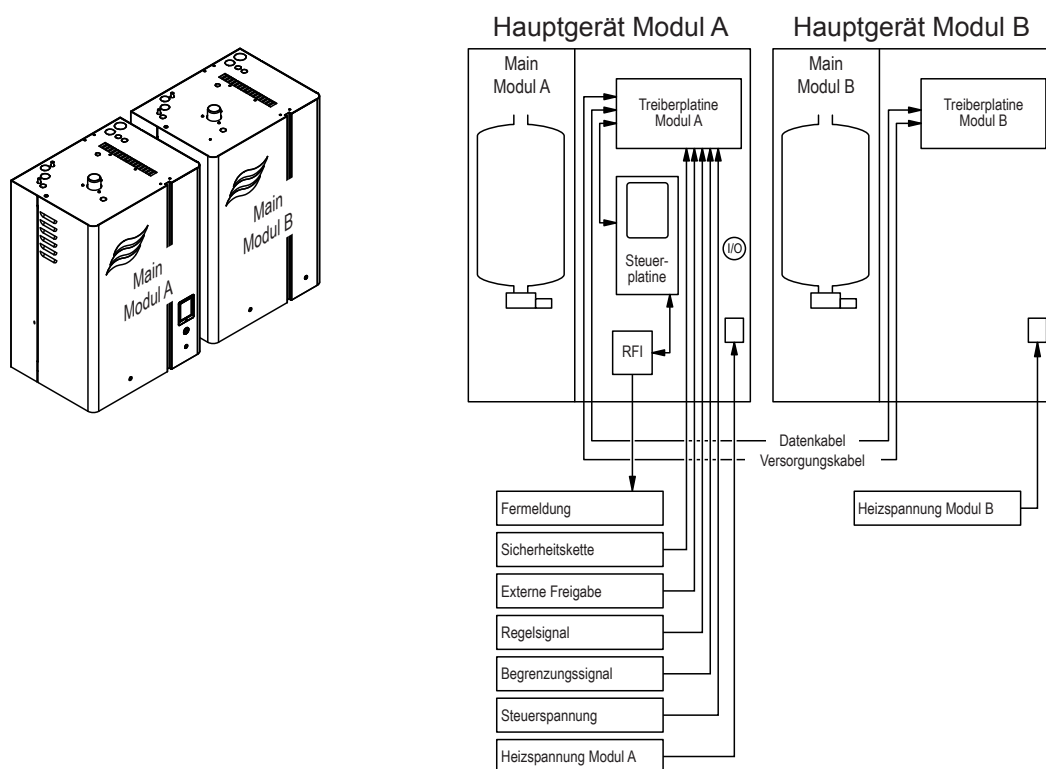 Hauptgerät Modul A
Hauptgerät Modul B
Main
Modul A
Treiberplatine
Modul A
Main
Modul B
Treiberplatine
Modul B
Main
Modul B
Main
Modul A
Steuer-
platine
I/O
RFI
Datenkabel
Versorgungskabel
Fermeldung
Heizspannung Modul B
Sicherheitskette
Externe Freigabe
Regelsignal
Begrenzungssignal
Steuerspannung
Heizspannung Modul A